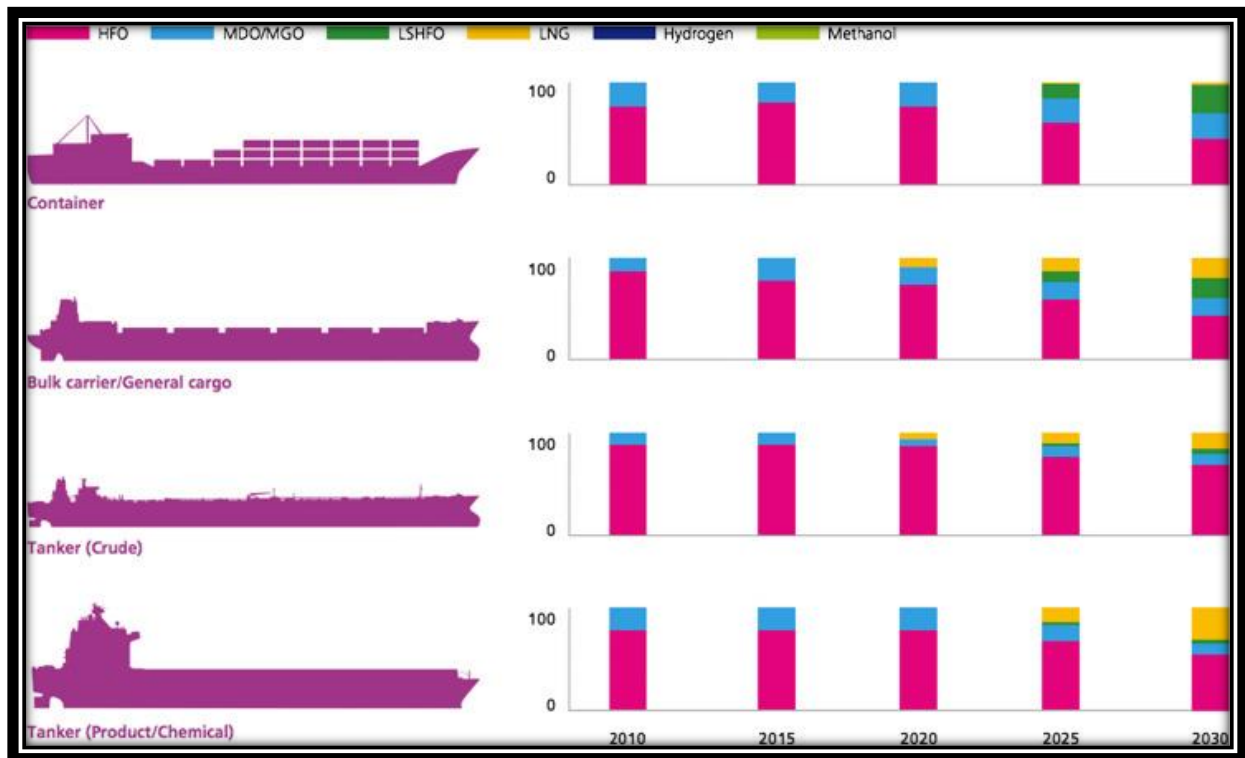 HFO MDO/MGO LSHFO LNG Hydrogen Methanol
100
0
Container
100
0
Bulk carrier/General cargo
100
0
Tanker (Crude)
100
0
Tanker (Product/Chemical)
2010 2015 2020 2025 2030